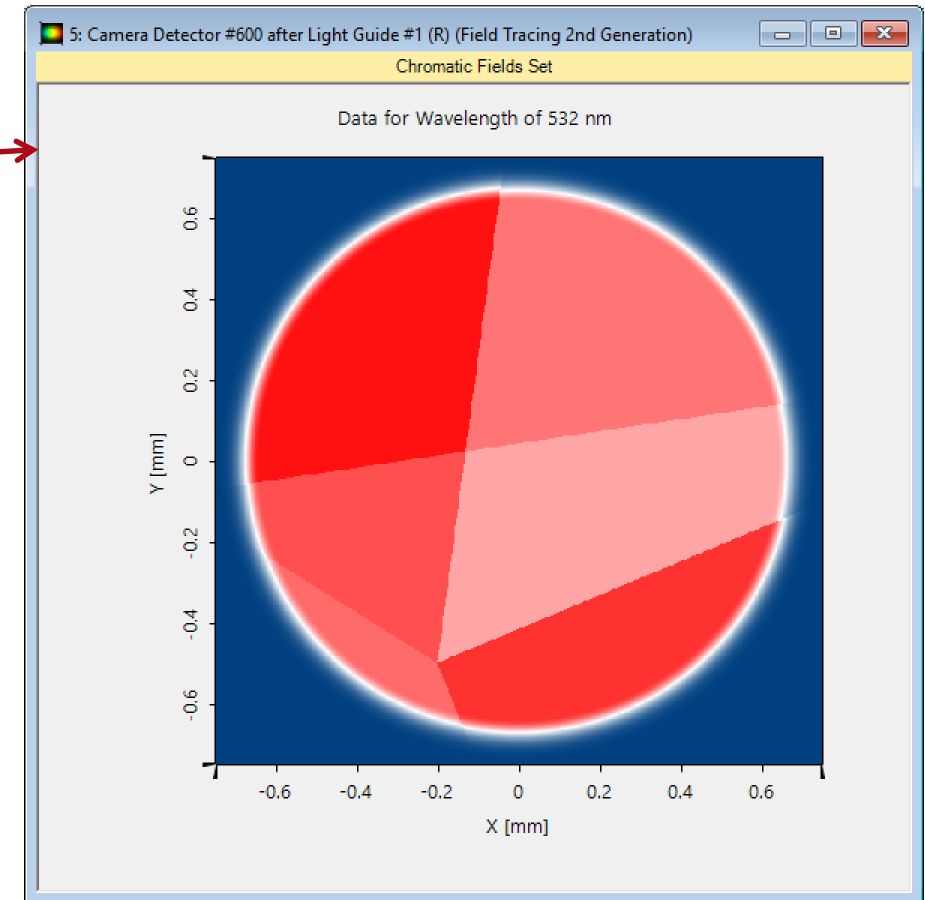 5: Camera Detector #600 after Light Guide #1 (R) (Field Tracing 2nd Generation)
Chromatic Fields Set
Data for Wavelength of 532 nm
0.6
0.4
0.2
0
-0.2
-0.4
-0.6
Y [mm]
-0.6 -0.4 -0.2 0 0.2 0.4 0.6
X [mm]